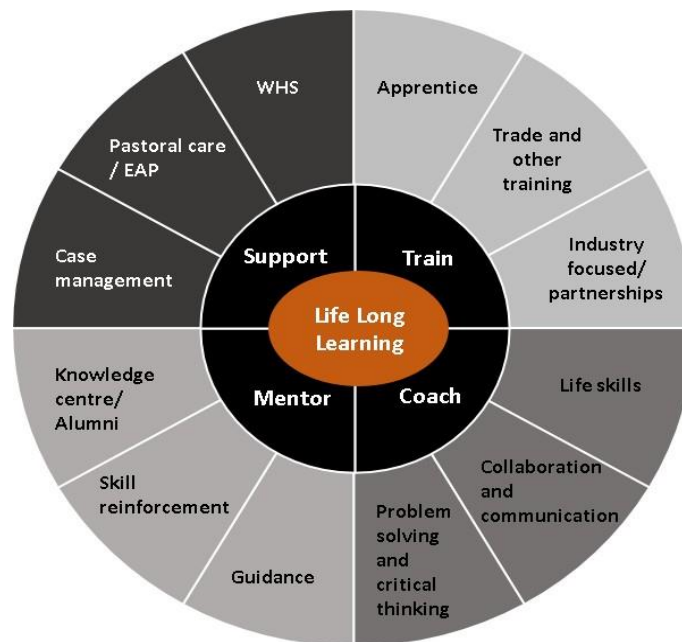 WHS
Apprentice
Pastoral care
/ EAP
Trade and
other
training
Case
management
Support
Train
Industry
focused/
partnerships
Life Long
Learning
Knowledge
centre/
Alumni
Mentor
Coach
Life skills
Skill
reinforcement
Collaboration
and
communication
Guidance
Problem
solving
and
critical
thinking